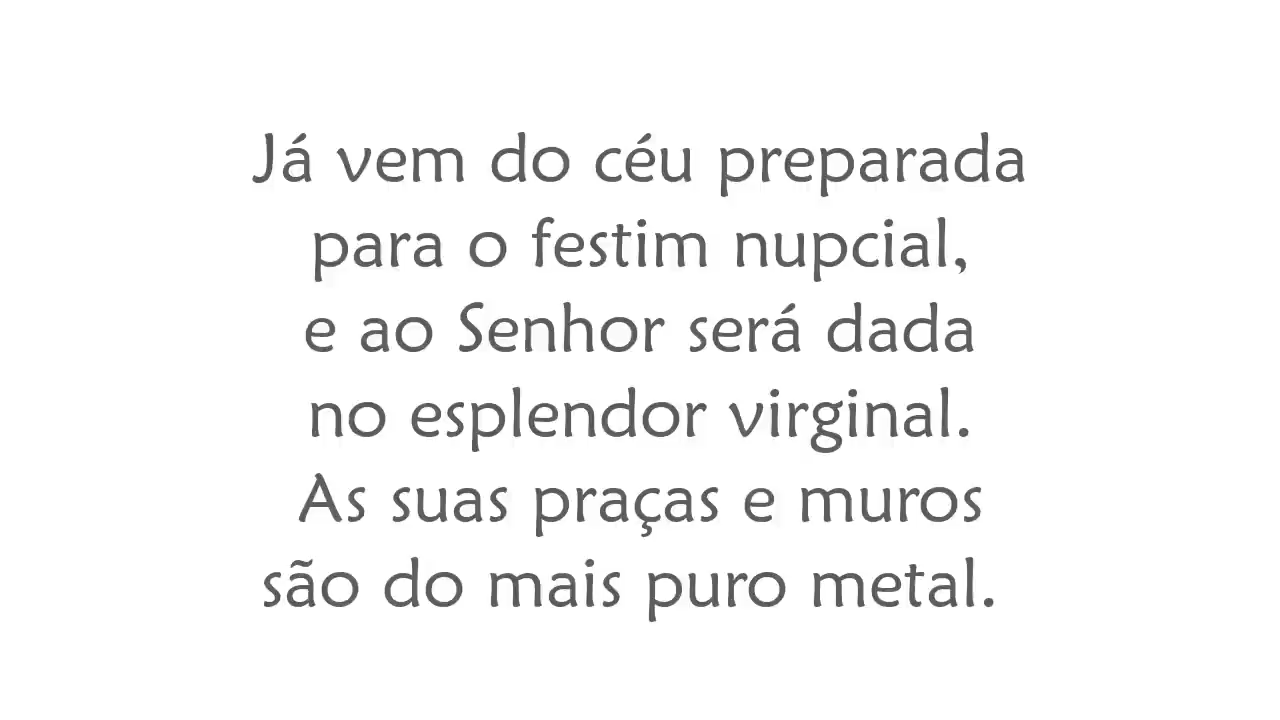 Já vem do céu preparada
para o festim nupcial,
e ao Senhor será dada
no esplendor virginal.
As suas praças e muros
são do mais puro metal.